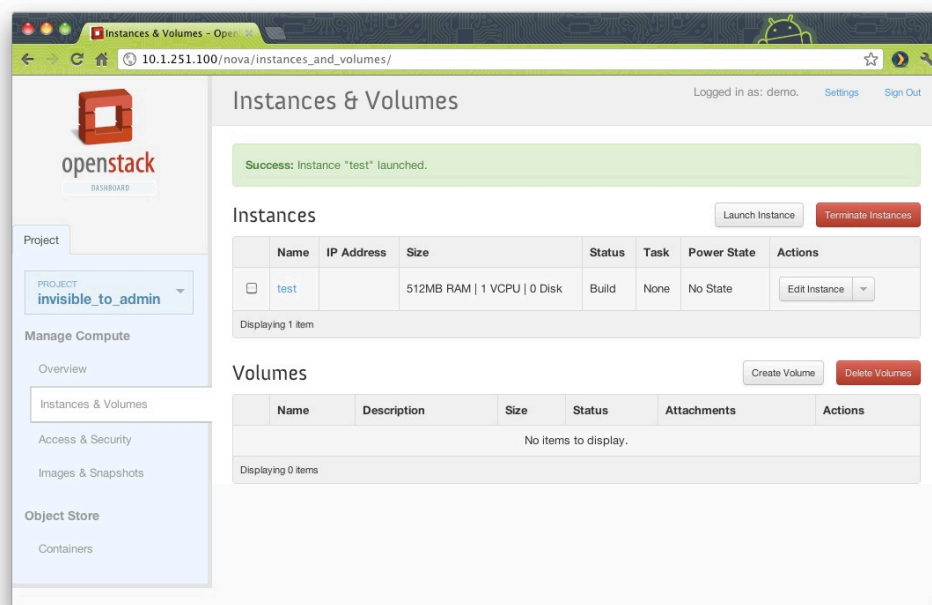 Instances & Volumes - Open
10.1.251.100/nova/instances_and_volumes/
openstack
DASHBOARD
Project
PROJECT
invisible_to_admin
Manage Compute
Overview
Instances & Volumes
Access & Security
Images & Snapshots
Object Store
Containers
Instances & Volumes
Logged in as: demo. Settings Sign Out
Success: Instance "test" launched.
Instances
Launch Instance Terminate Instances
Name IP Address Size Status Task Power State Actions
test 512MB RAM | 1 VCPU | 0 Disk Build None No State Edit Instance
Displaying 1 item
Volumes
Create Volume Delete Volumes
Name Description Size Status Attachments Actions
No items to display.
Displaying 0 items